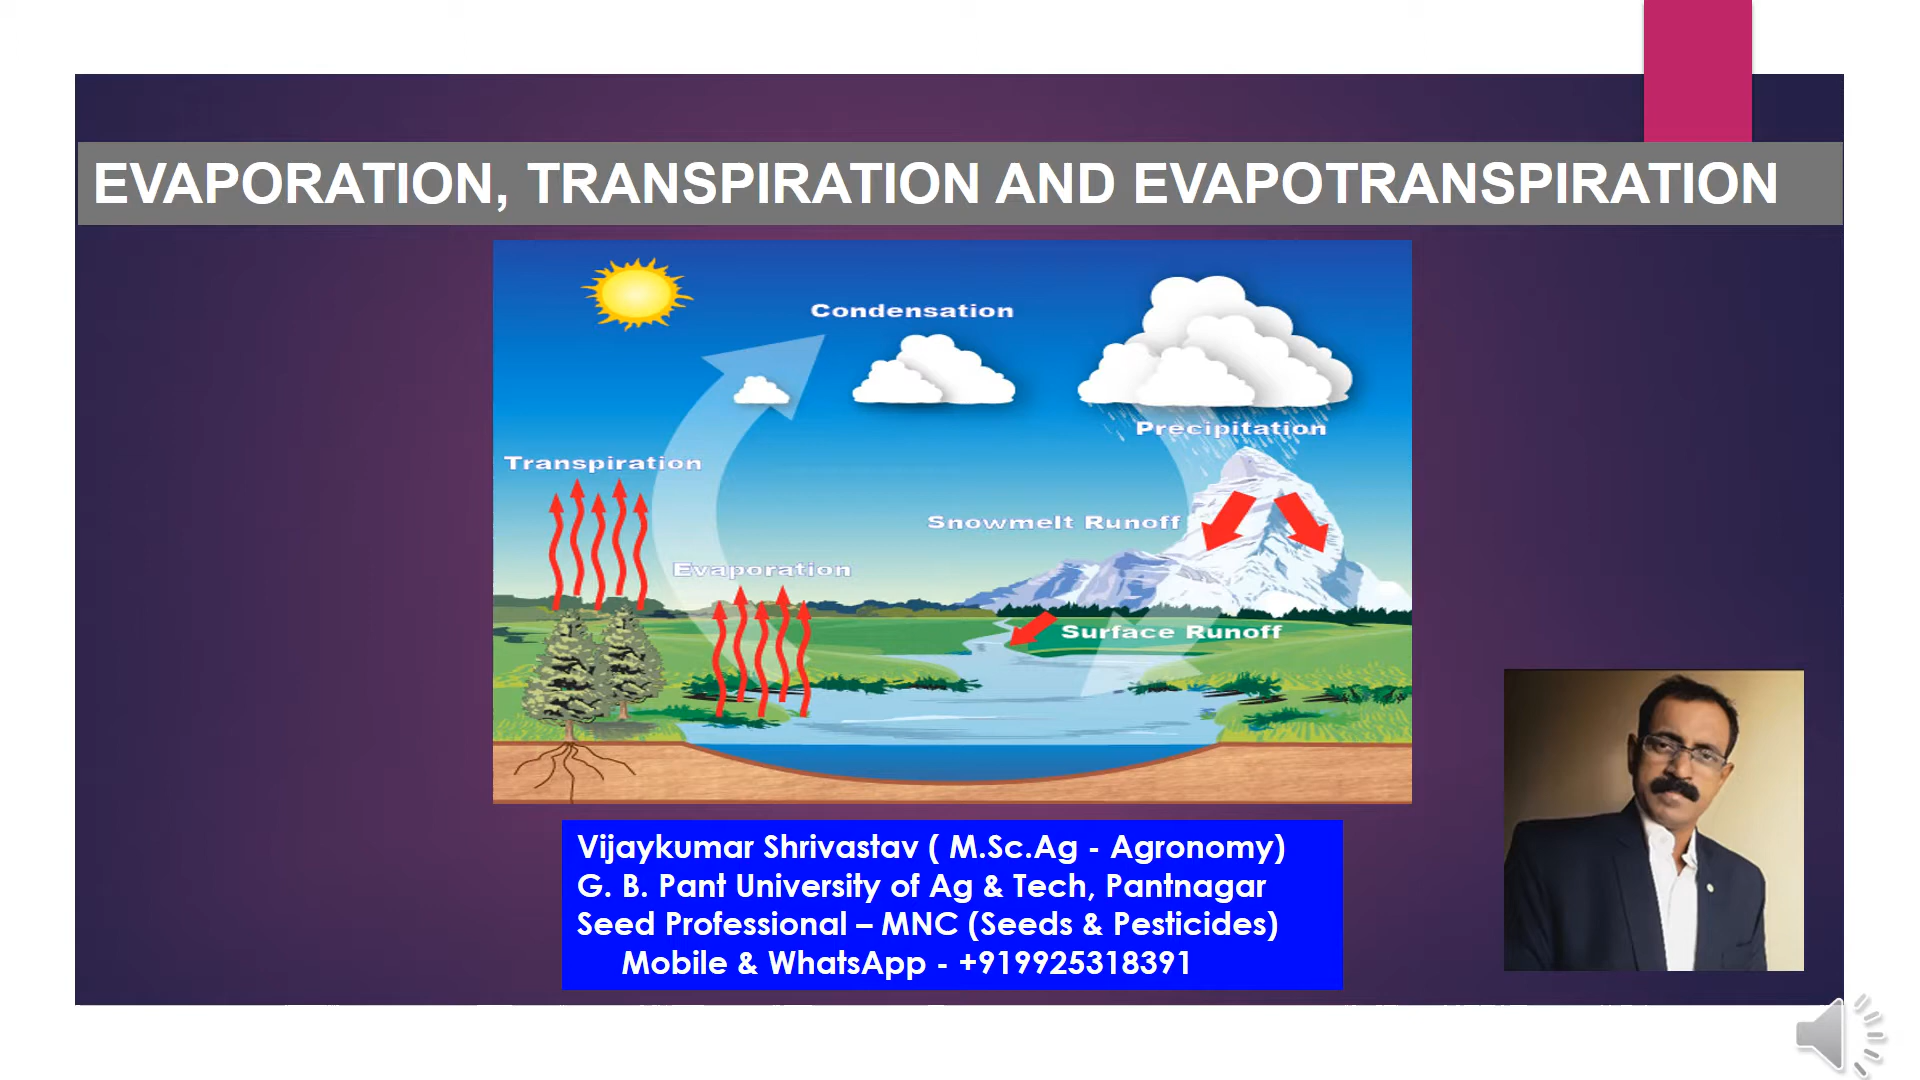 EVAPORATION, TRANSPIRATION AND EVAPOTRANSPIRATION
Condensation
Precipitation
Transpiration
Snowmelt Runoff
Evaporation
Surface Runoff
Vijaykumar Shrivastav ( M.Sc.Ag - Agronomy)
G. B. Pant University of Ag & Tech, Pantnagar
Seed Professional – MNC (Seeds & Pesticides)
Mobile & WhatsApp - +919925318391